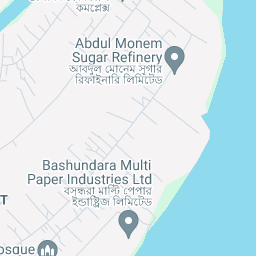 কমপ্লেক্স
Abdul Monem
Sugar Refinery
আবদুল মোনেম সুগার
রিফাইনারি লিমিটেড
Bashundara Multi
Paper Industries Ltd
বসুন্ধরা মাল্টি পেপার
ইন্ডাস্ট্রিজ লিমিটেড
osque